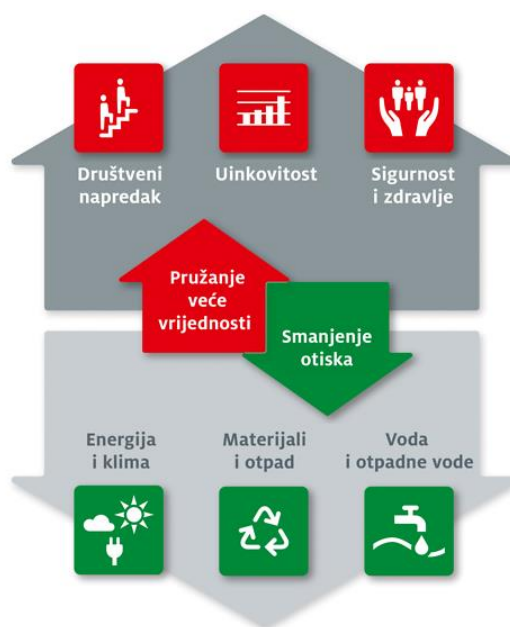 Društveni
napredak
Uinkovitost
Sigurnost
i zdravlje
Pružanje
veće
vrijednosti
Smanjenje
otiska
Energija
i klima
Materijali
i otpad
Voda
i otpadne vode